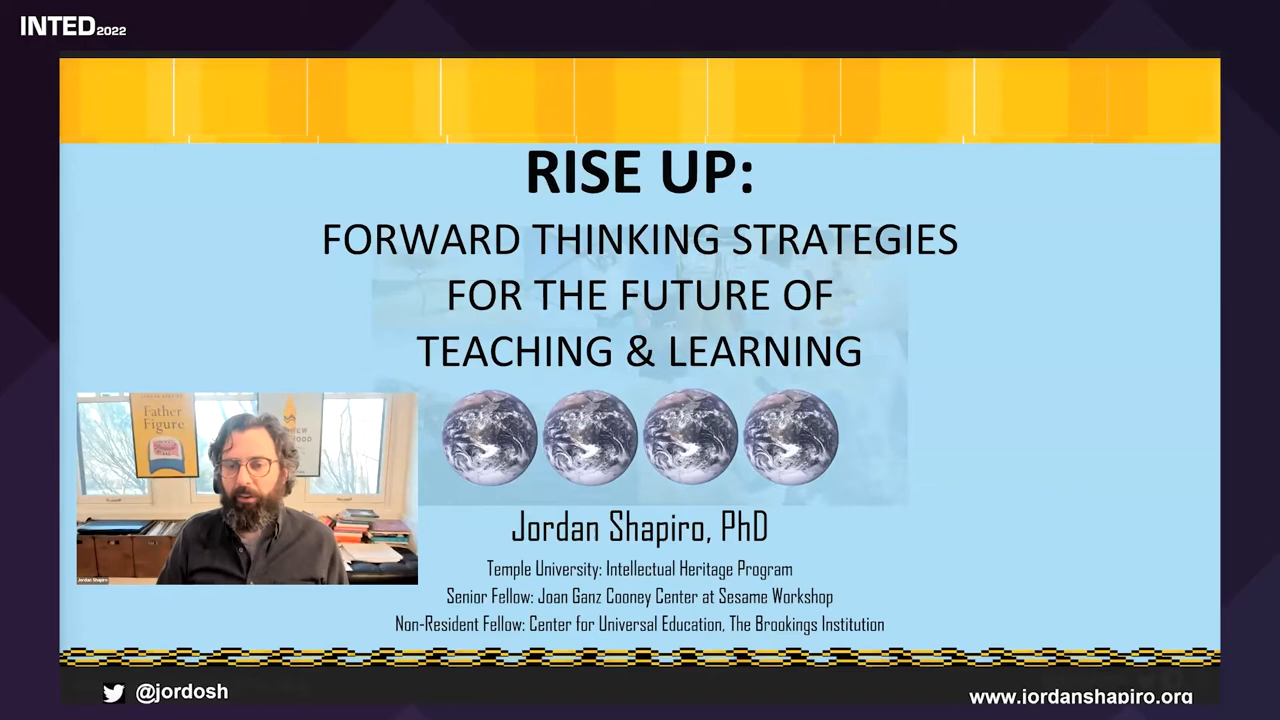 INTED2022
RISE UP:
FORWARD THINKING STRATEGIES
FOR THE FUTURE OF
TEACHING & LEARNING
Father
Figure
Jordan Shapiro
Jordan Shapiro, PhD
Temple University: Intellectual Heritage Program
Senior Fellow: Joan Ganz Cooney Center at Sesame Workshop
Non-Resident Fellow: Center for Universal Education, The Brookings Institution
@jordosh
www.jordanshapiro.org